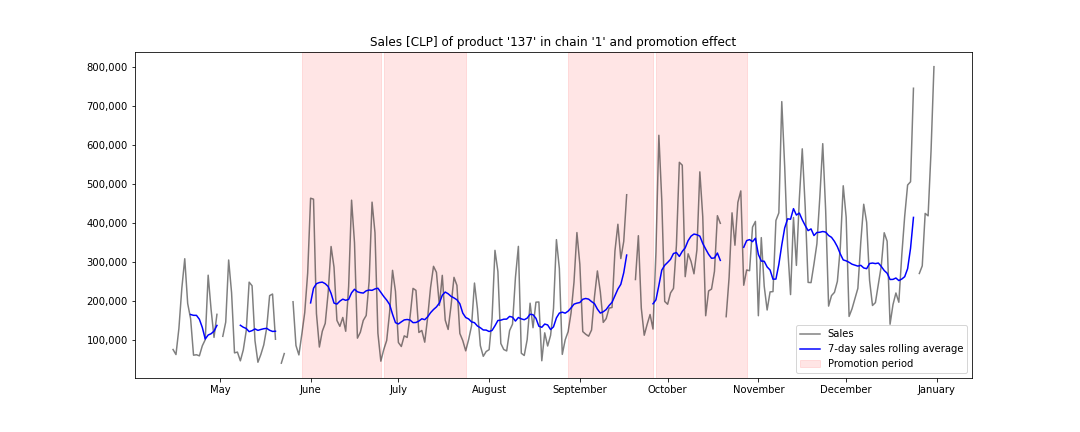 Sales [CLP] of product '137' in chain '1' and promotion effect
800,000
700,000
600,000
500,000
400,000
300,000
200,000
100,000
May June July August September October November December January
Sales
7-day sales rolling average
Promotion period